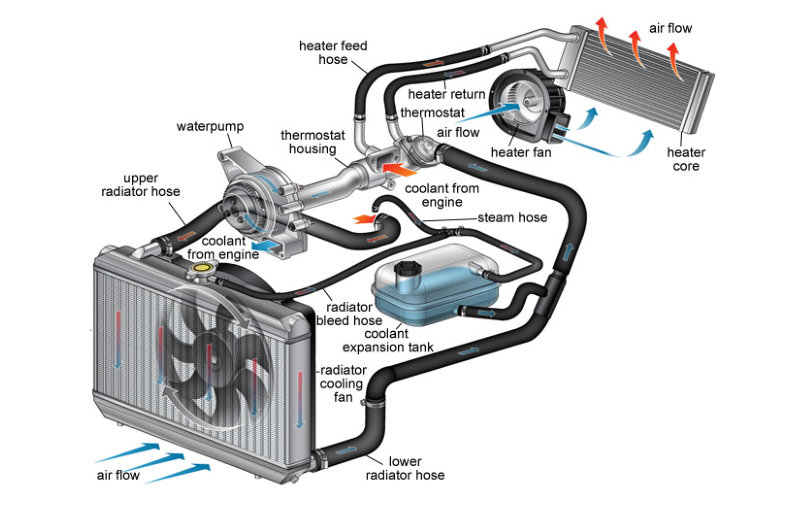 air flow
heater feed
hose
heater return
thermostat
waterpump
thermostat
housing
air flow
heater fan
heater
core
upper
radiator hose
coolant from
engine
steam hose
coolant
from engine
radiator
bleed hose
coolant
expansion tank
radiator
cooling
fan
air flow
lower
radiator hose